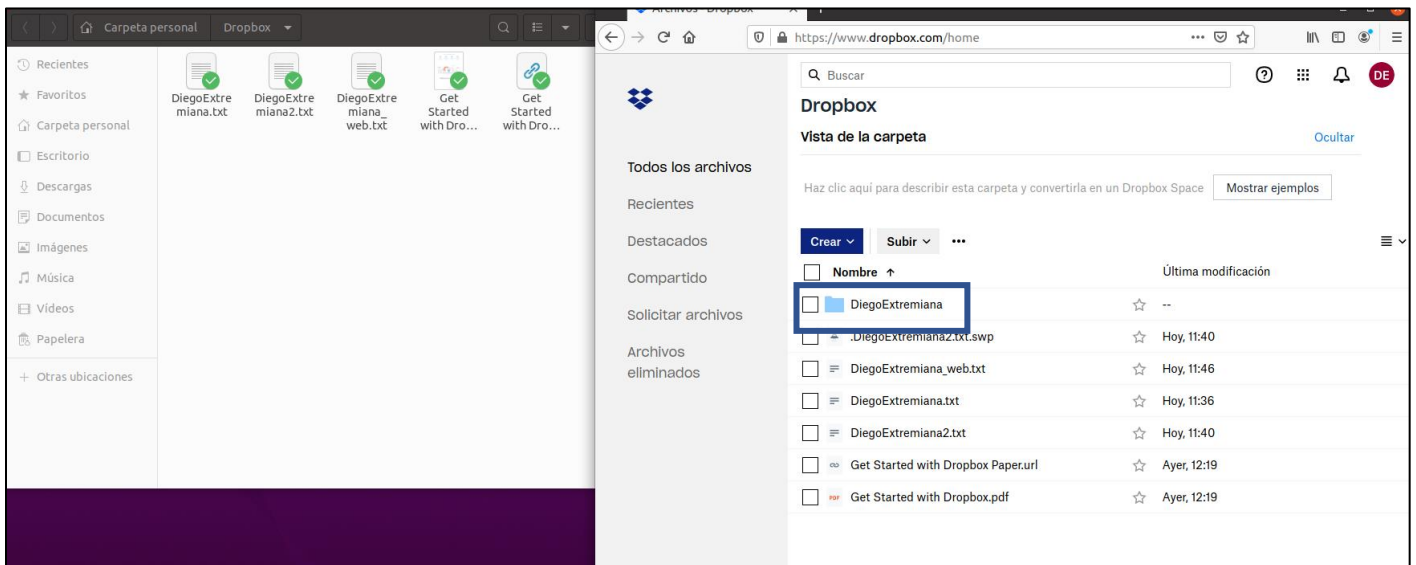 Carpeta personal Dropbox
Recientes
Favoritos
Carpeta personal
Escritorio
Descargas
Documentos
Imágenes
Música
Vídeos
Papelera
+ Otras ubicaciones
DiegoExtre
miana.txt
DiegoExtre
miana2.txt
DiegoExtre
miana_
web.txt
Get
Started
with Dro...
Get
Started
with Dro...
Archivos - Dropbox
https://www.dropbox.com/home
Buscar
DE
Dropbox
Vista de la carpeta
Ocultar
Haz clic aquí para describir esta carpeta y convertirla en un Dropbox Space
Mostrar ejemplos
Todos los archivos
Recientes
Destacados
Compartido
Solicitar archivos
Archivos
eliminados
Crear
Subir
Nombre Última modificación
DiegoExtremiana --
.DiegoExtremiana2.txt.swp Hoy, 11:40
DiegoExtremiana_web.txt Hoy, 11:46
DiegoExtremiana.txt Hoy, 11:36
DiegoExtremiana2.txt Hoy, 11:40
Get Started with Dropbox Paper.url Ayer, 12:19
PDF Get Started with Dropbox.pdf Ayer, 12:19